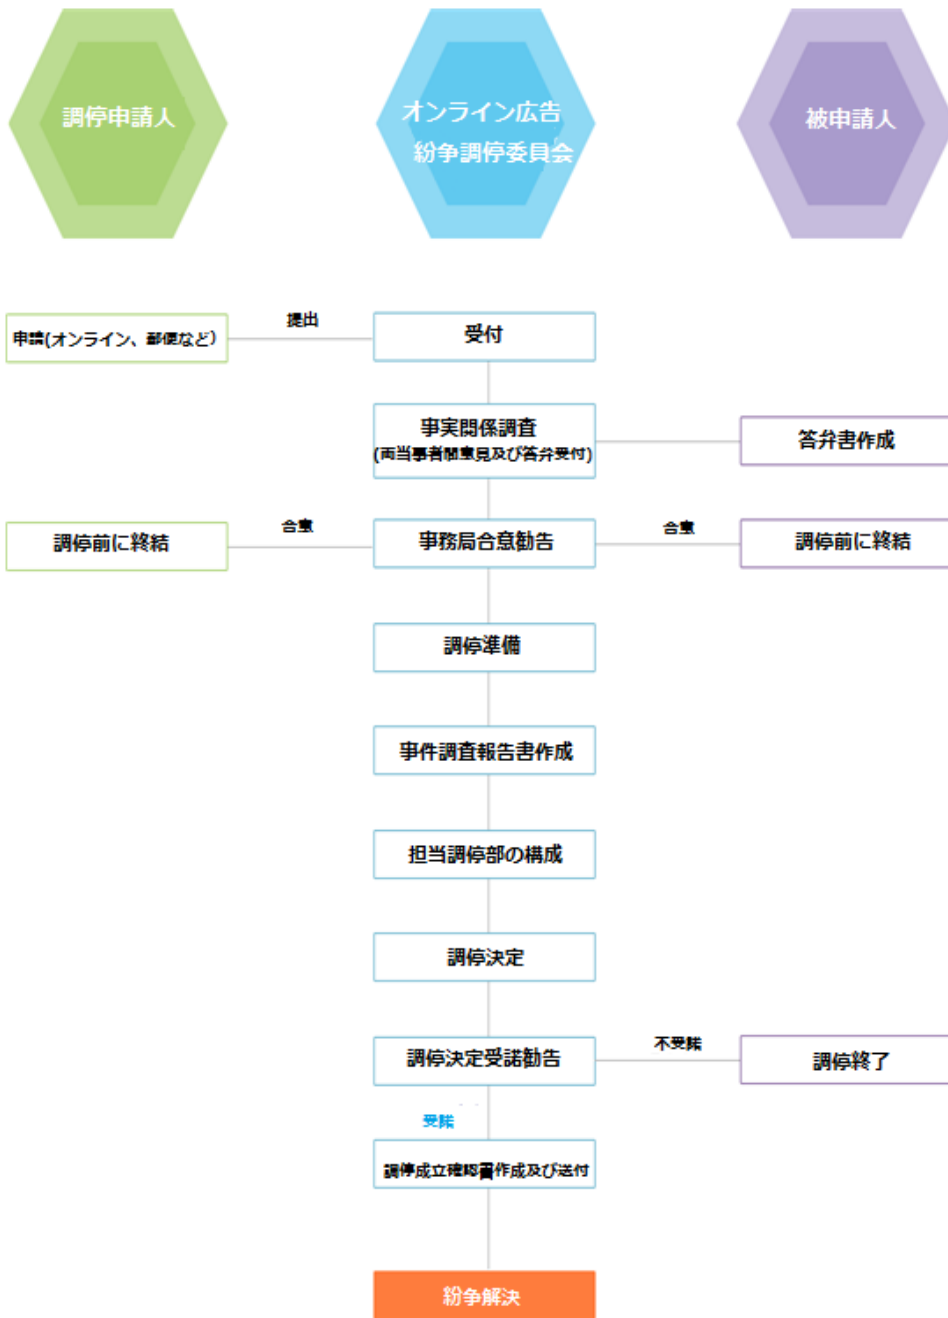 調停申請人
オンライン広告
紛争調停委員会
被申請人
申請(オンライン、郵便など)
提出
受付
事実関係調査
(両当事者間意見及び答弁受付)
答弁書作成
調停前に終結
合意
事務局合意勧告
合意
調停前に終結
調停準備
事件調査報告書作成
担当調停部の構成
調停決定
調停決定受諾勧告
不受諾
調停終了
受諾
調停成立確認書作成及び送付
紛争解決